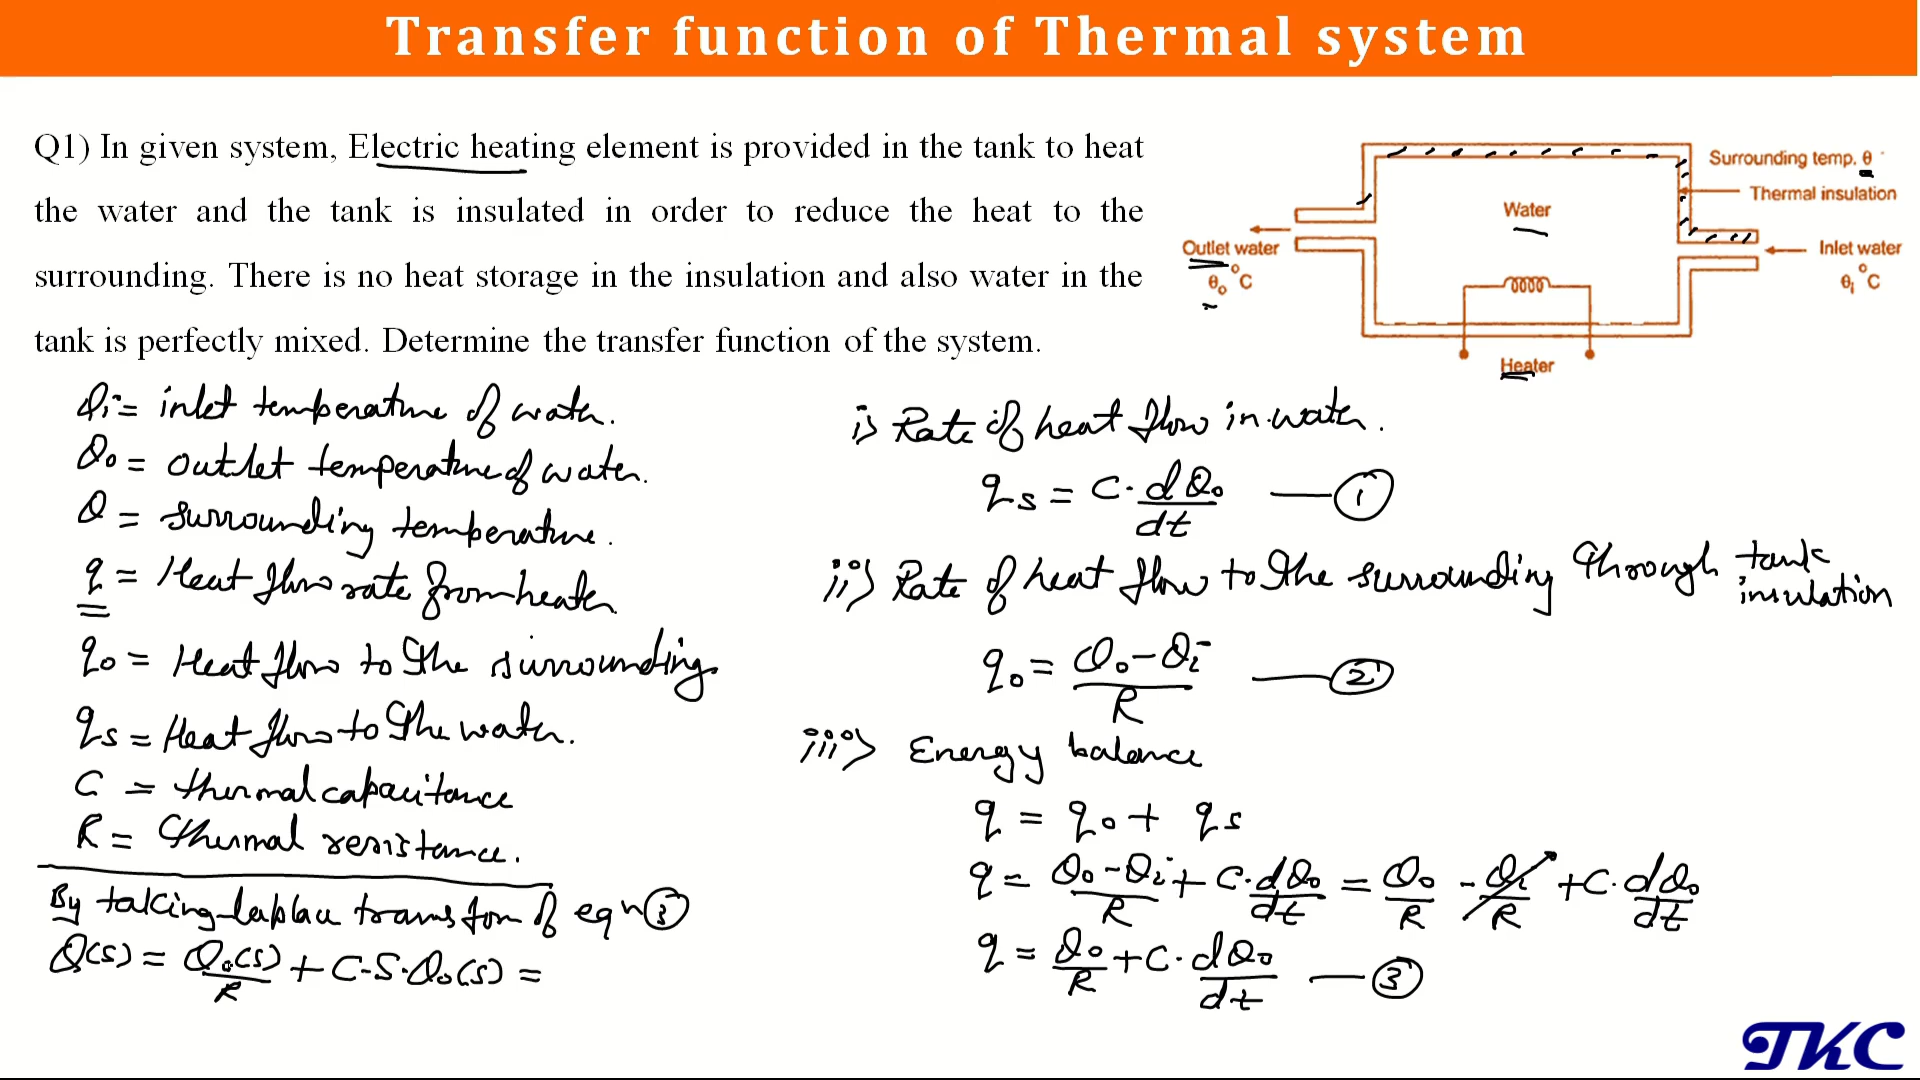 Transfer function of Thermal system
Q1) In given system, Electric heating element is provided in the tank to heat
the water and the tank is insulated in order to reduce the heat to the
surrounding. There is no heat storage in the insulation and also water in the
tank is perfectly mixed. Determine the transfer function of the system.
Surrounding temp. θ
Thermal insulation
Water
Outlet water
θ₀ °C
Inlet water
θᵢ °C
Heater
θi = inlet temperature of water.
θo = outlet temperature of water.
θ = surrounding temperature.
q = Heat flow rate from heater.
qo = Heat flow to the surrounding.
qs = Heat flow to the water.
C = thermal capacitance
R = thermal resistance.
By taking laplace transform of eqn ③
Q(s) = θo(s)/R + C·S·θo(s) =
i) Rate of heat flow in water.
qs = C · dθo/dt — ①
ii) Rate of heat flow to the surrounding through tank insulation
qo = (θo - θi)/R — ②
iii) Energy balance
q = qo + qs
q = (θo - θi)/R + C · dθo/dt = θo/R - θi/R + C · dθo/dt
q = θo/R + C · dθo/dt — ③
TKC